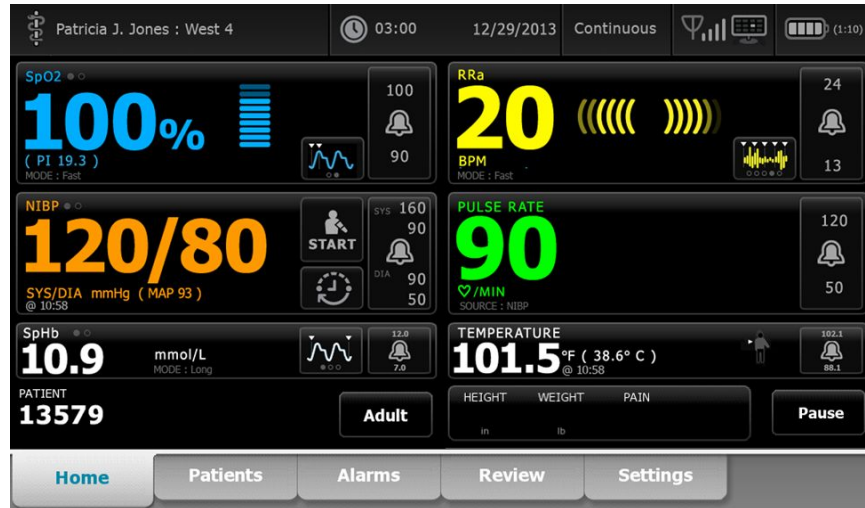 Patricia J. Jones : West 4
03:00
12/29/2013
Continuous
(1:10)
SpO2
100%
( PI 19.3 )
MODE : Fast
100
90
RRa
20
BPM
MODE : Fast
24
13
NIBP
120/80
SYS/DIA mmHg ( MAP 93 )
@ 10:58
START
SYS 160
90
DIA 90
50
PULSE RATE
90
/MIN
SOURCE : NIBP
120
50
SpHb
10.9 mmol/L
MODE : Long
12.0
7.0
TEMPERATURE
101.5 °F ( 38.6° C )
@ 10:58
102.1
88.1
PATIENT
13579
Adult
HEIGHT WEIGHT PAIN
in lb
Pause
Home Patients Alarms Review Settings